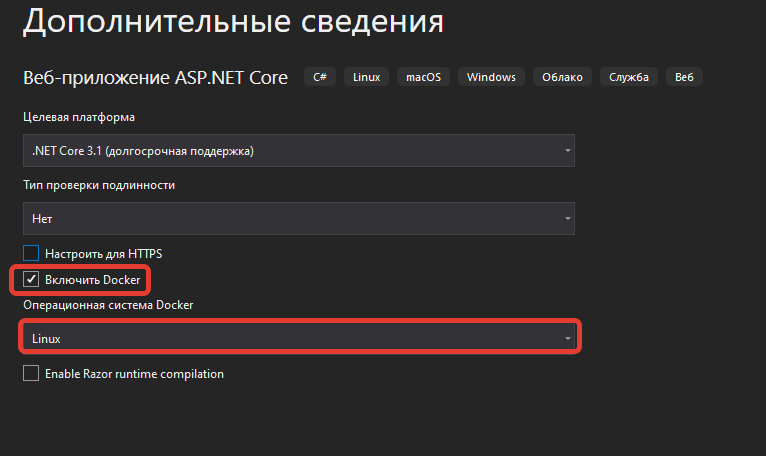 Дополнительные сведения
Веб-приложение ASP.NET Core C# Linux macOS Windows Облако Служба Веб
Целевая платформа
.NET Core 3.1 (долгосрочная поддержка)
Тип проверки подлинности
Нет
Настроить для HTTPS
Включить Docker
Операционная система Docker
Linux
Enable Razor runtime compilation